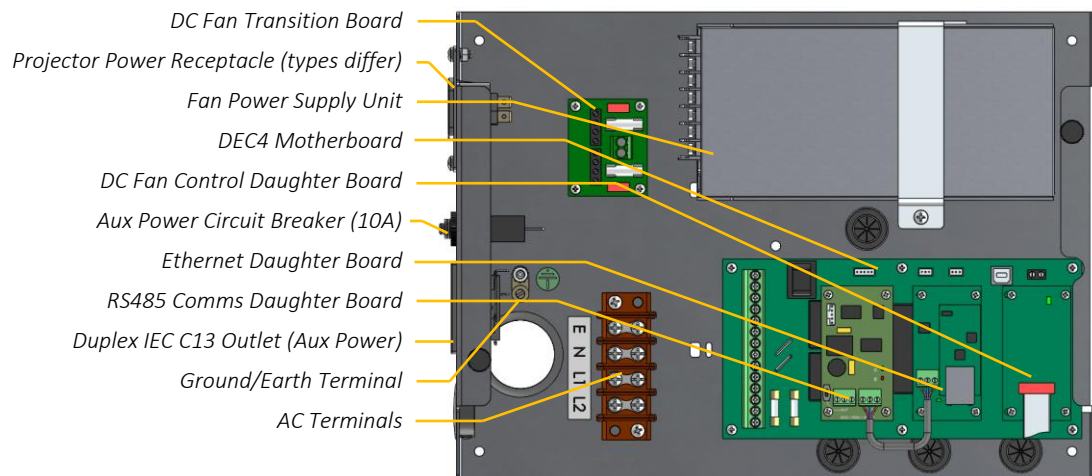 DC Fan Transition Board
Projector Power Receptacle (types differ)
Fan Power Supply Unit
DEC4 Motherboard
DC Fan Control Daughter Board
Aux Power Circuit Breaker (10A)
Ethernet Daughter Board
RS485 Comms Daughter Board
Duplex IEC C13 Outlet (Aux Power)
Ground/Earth Terminal
AC Terminals
E N L1 L2